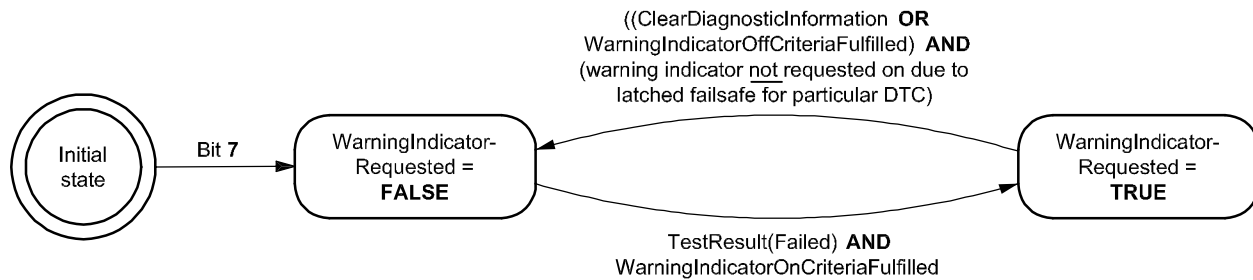 ((ClearDiagnosticInformation OR
WarningIndicatorOffCriteriaFulfilled) AND
(warning indicator not requested on due to
latched failsafe for particular DTC)
Initial
state
Bit 7
WarningIndicator-
Requested =
FALSE
WarningIndicator-
Requested =
TRUE
TestResult(Failed) AND
WarningIndicatorOnCriteriaFulfilled